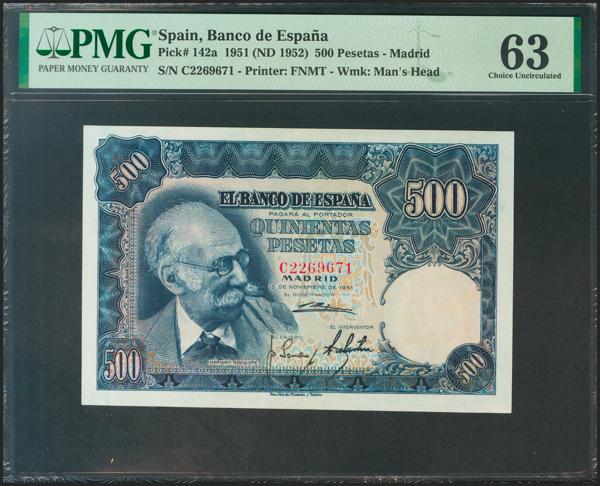 PMG
PAPER MONEY GUARANTY
Spain, Banco de España
Pick# 142a 1951 (ND 1952) 500 Pesetas - Madrid
S/N C2269671 - Printer: FNMT - Wmk: Man's Head
63
Choice Uncirculated
500
500
EL BANCO DE ESPAÑA
PAGARÁ AL PORTADOR
QUINIENTAS
PESETAS
C2269671
MADRID
15 DE NOVIEMBRE DE 1951
EL GOBERNADOR
EL CAJERO
EL INTERVENTOR
MARIANO BENLLIURE
500
500